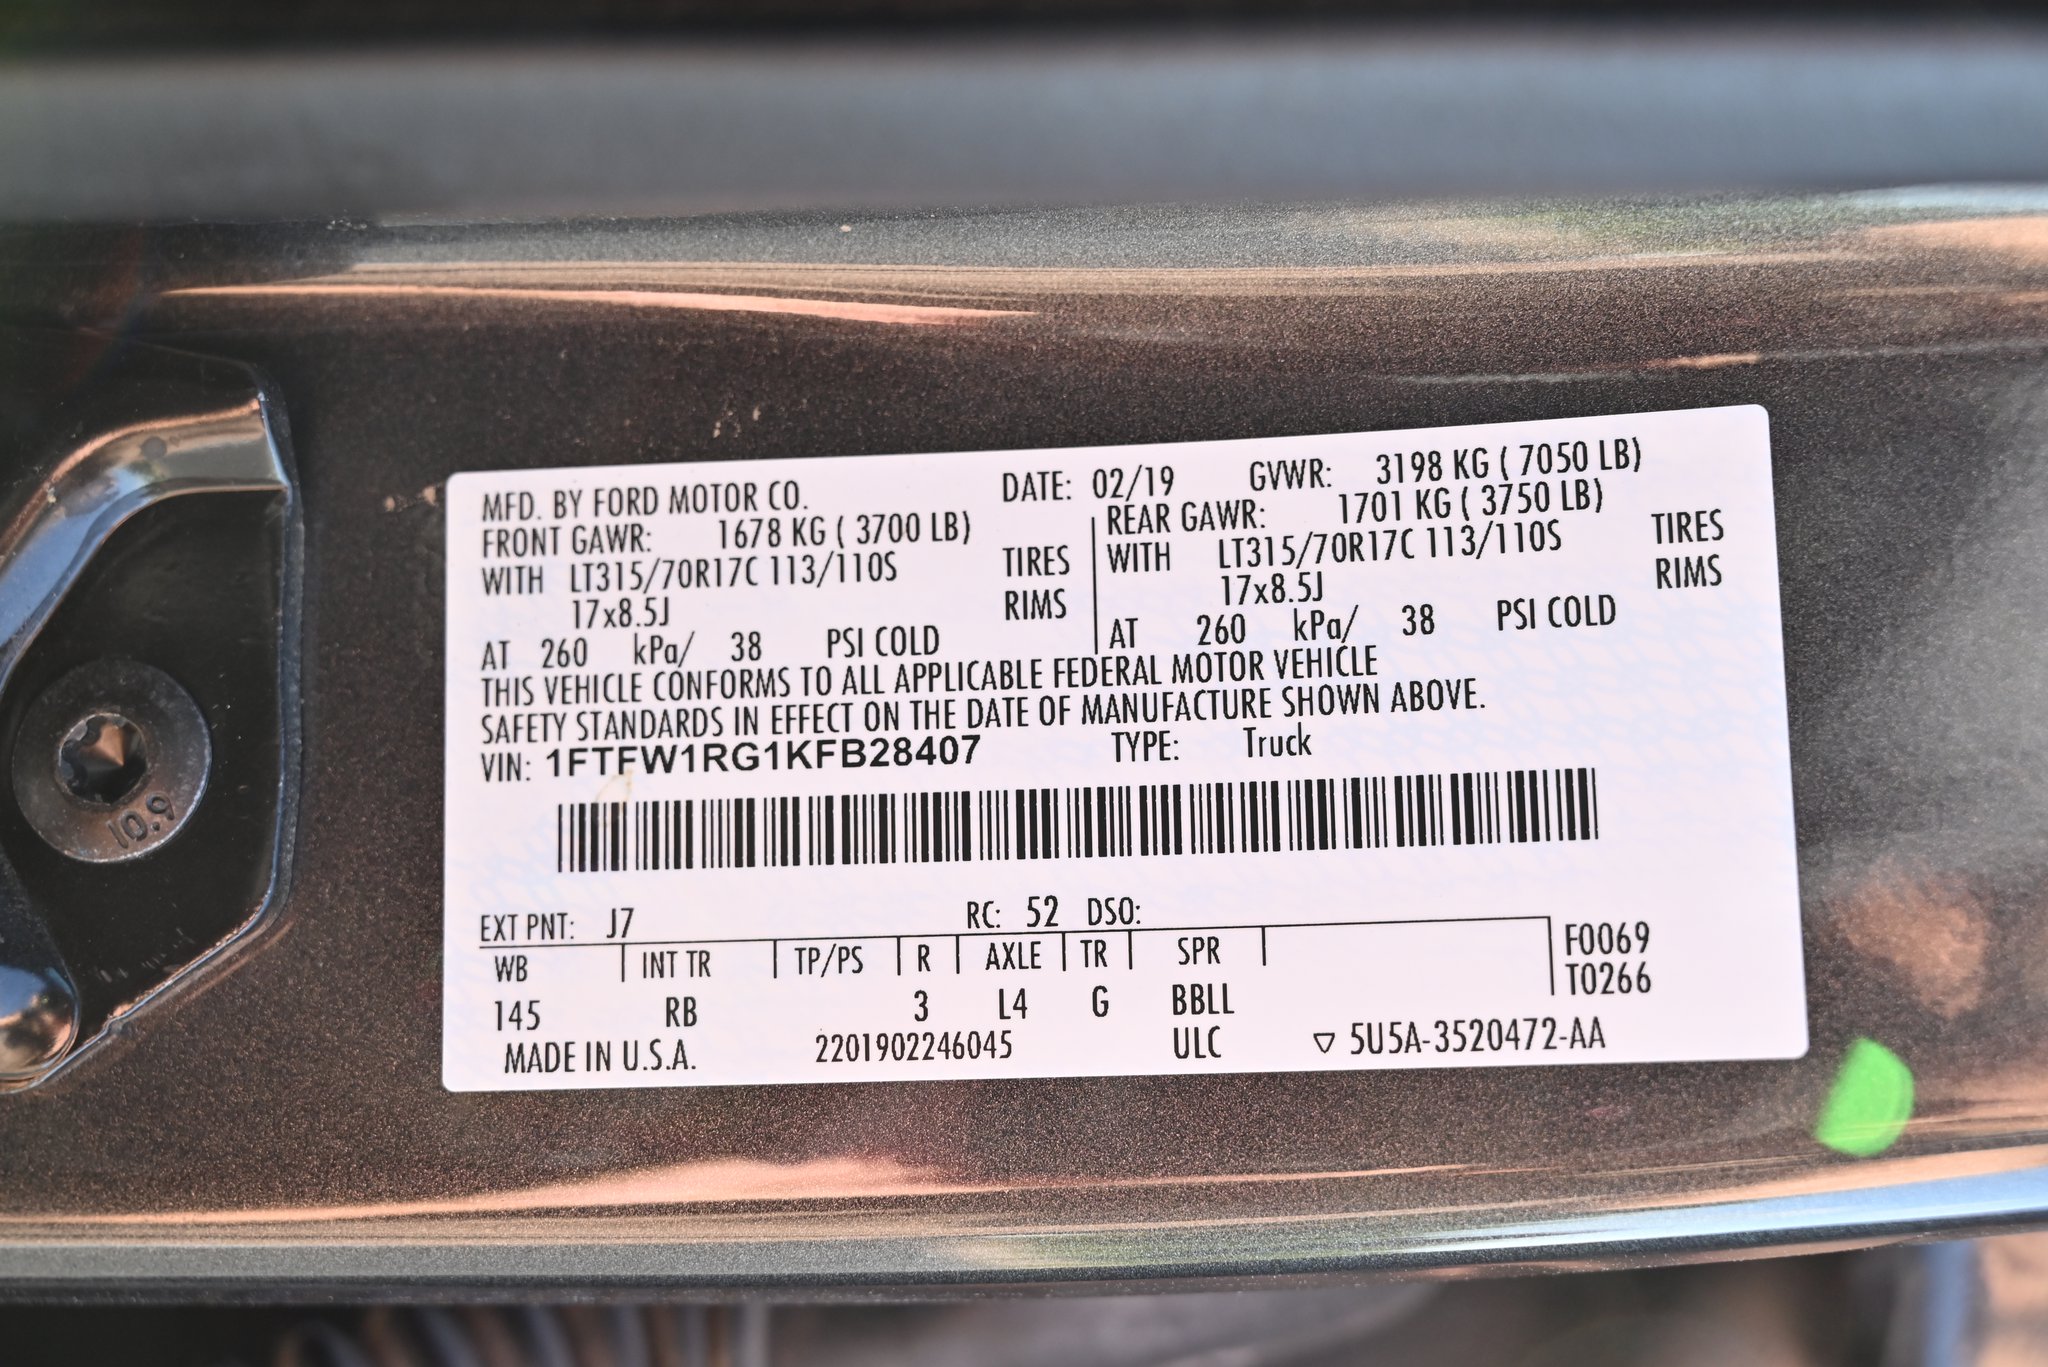 MFD. BY FORD MOTOR CO. DATE: 02/19 GVWR: 3198 KG ( 7050 LB)
FRONT GAWR: 1678 KG ( 3700 LB) REAR GAWR: 1701 KG ( 3750 LB)
WITH LT315/70R17C 113/110S TIRES WITH LT315/70R17C 113/110S TIRES
17x8.5J RIMS 17x8.5J RIMS
AT 260 kPa/ 38 PSI COLD AT 260 kPa/ 38 PSI COLD
THIS VEHICLE CONFORMS TO ALL APPLICABLE FEDERAL MOTOR VEHICLE
SAFETY STANDARDS IN EFFECT ON THE DATE OF MANUFACTURE SHOWN ABOVE.
VIN: 1FTFW1RG1KFB28407 TYPE: Truck
EXT PNT: J7 RC: 52 DSO:
WB INT TR TP/PS R AXLE TR SPR F0069
T0266
145 RB 3 L4 G BBLL
MADE IN U.S.A. 2201902246045 ULC ▽ 5U5A-3520472-AA
10.9